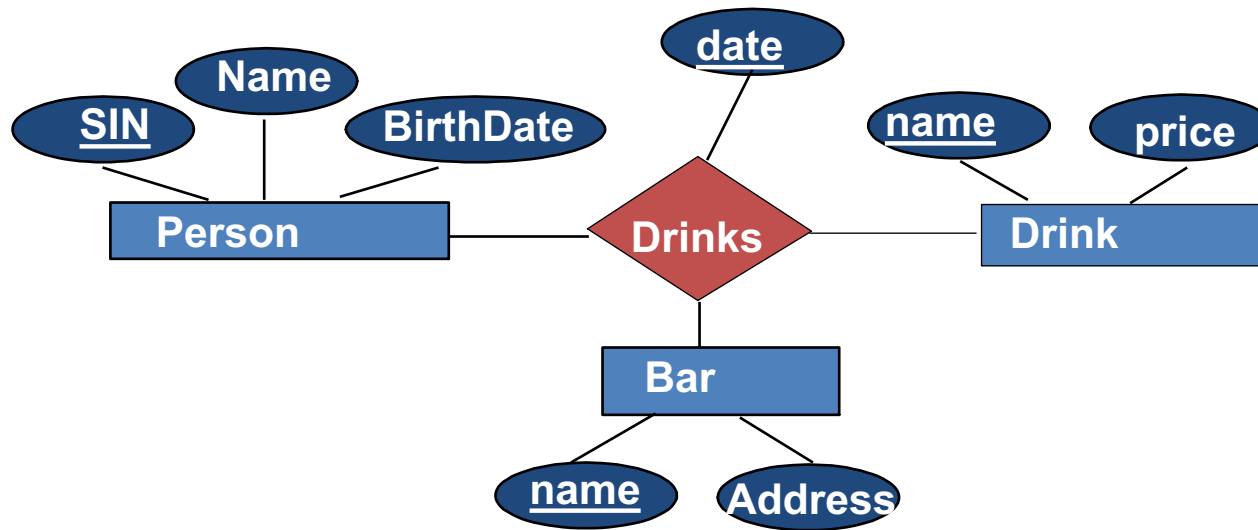 date
Name
SIN
BirthDate
name
price
Person
Drinks
Drink
Bar
name
Address